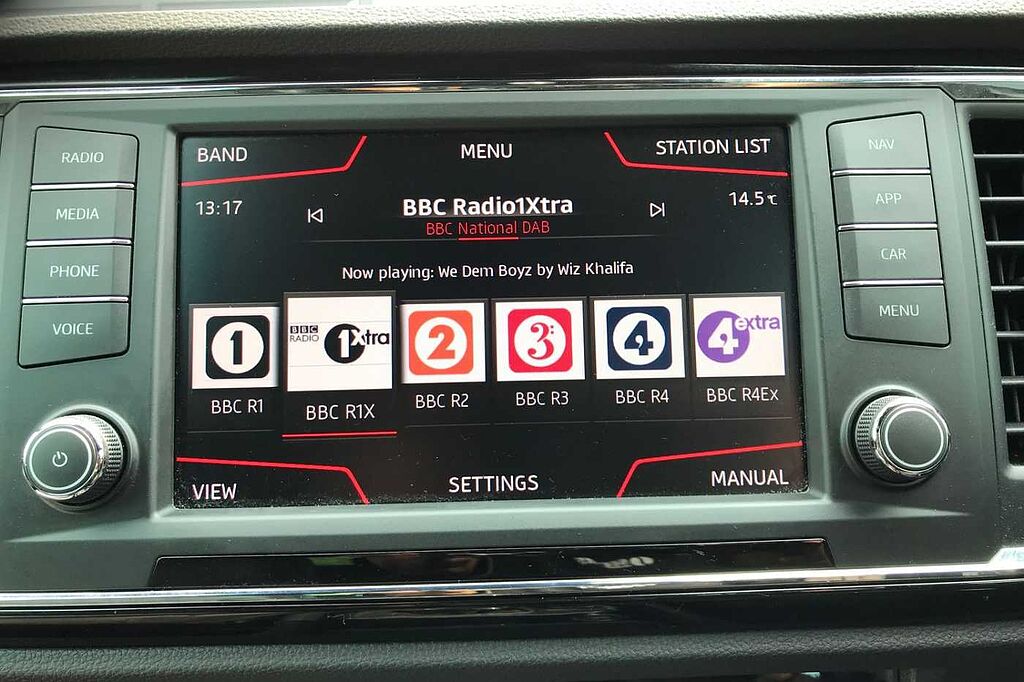 RADIO
MEDIA
PHONE
VOICE
BAND
MENU
STATION LIST
13:17
BBC Radio1Xtra
14.5°C
BBC National DAB
Now playing: We Dem Boyz by Wiz Khalifa
1
BBC
RADIO
1Xtra
2
3
4
4 extra
BBC R1
BBC R1X
BBC R2
BBC R3
BBC R4
BBC R4Ex
VIEW
SETTINGS
MANUAL
NAV
APP
CAR
MENU